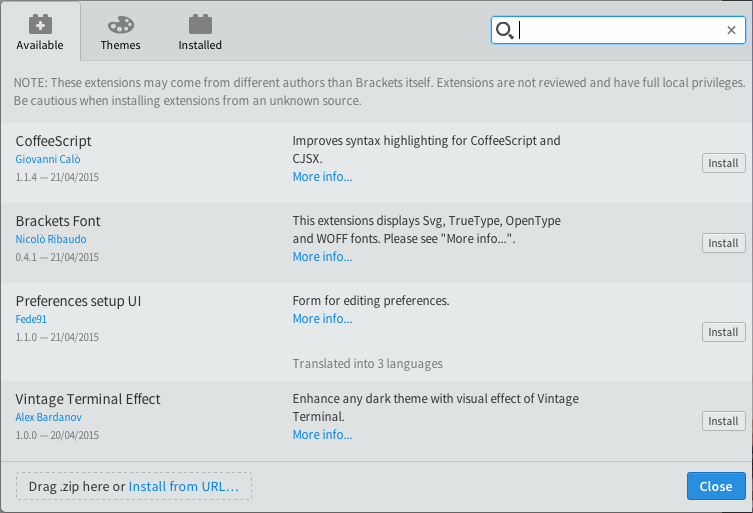 Available
Themes
Installed
NOTE: These extensions may come from different authors than Brackets itself. Extensions are not reviewed and have full local privileges.
Be cautious when installing extensions from an unknown source.
CoffeeScript
Giovanni Calò
1.1.4 — 21/04/2015
Improves syntax highlighting for CoffeeScript and
CJSX.
More info...
Install
Brackets Font
Nicolò Ribaudo
0.4.1 — 21/04/2015
This extensions displays Svg, TrueType, OpenType
and WOFF fonts. Please see "More info...".
More info...
Install
Preferences setup UI
Fede91
1.1.0 — 21/04/2015
Form for editing preferences.
More info...
Translated into 3 languages
Install
Vintage Terminal Effect
Alex Bardanov
1.0.0 — 20/04/2015
Enhance any dark theme with visual effect of Vintage
Terminal.
More info...
Install
Drag .zip here or Install from URL...
Close